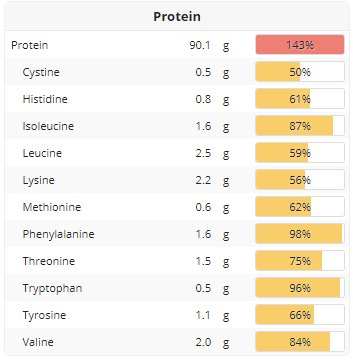 Protein
Protein 90.1 g 143%
Cystine 0.5 g 50%
Histidine 0.8 g 61%
Isoleucine 1.6 g 87%
Leucine 2.5 g 59%
Lysine 2.2 g 56%
Methionine 0.6 g 62%
Phenylalanine 1.6 g 98%
Threonine 1.5 g 75%
Tryptophan 0.5 g 96%
Tyrosine 1.1 g 66%
Valine 2.0 g 84%